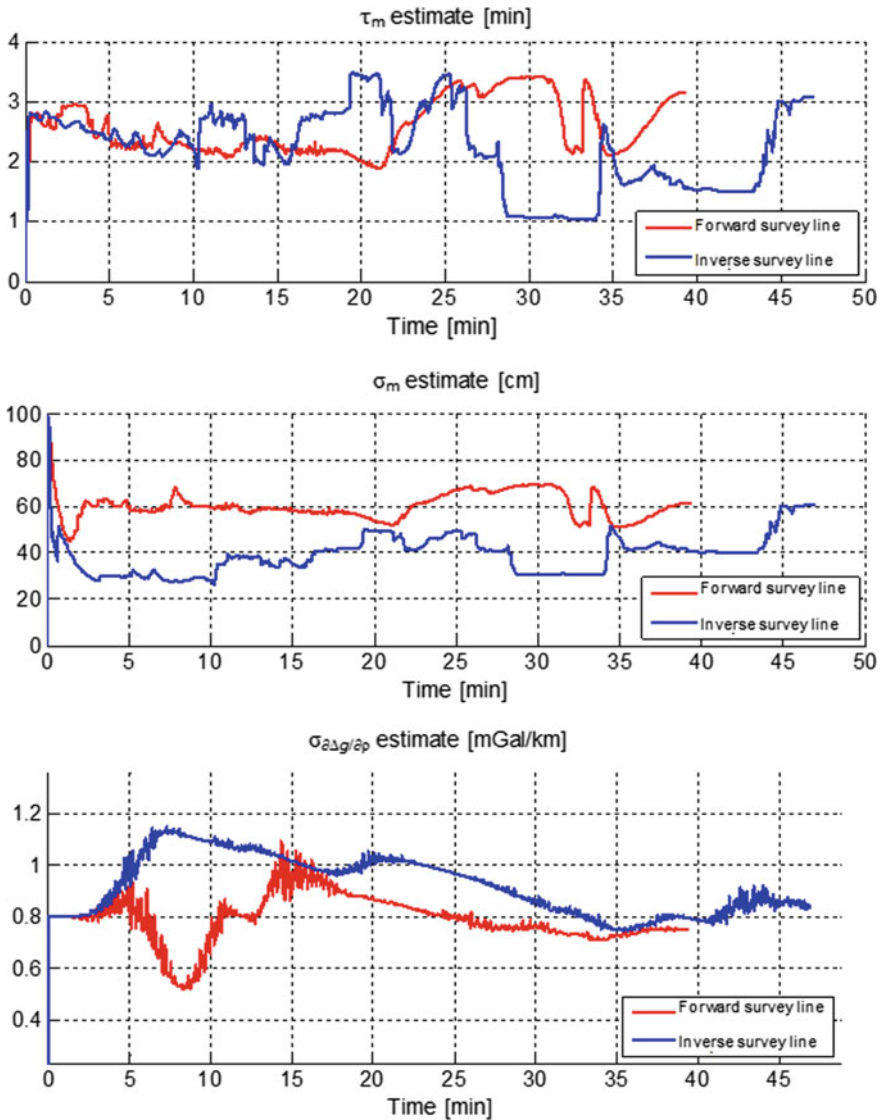 τm estimate [min]
4
3
2
1
0
0 5 10 15 20 25 30 35 40 45 50
Forward survey line
Inverse survey line
Time [min]
σm estimate [cm]
100
80
60
40
20
0
0 5 10 15 20 25 30 35 40 45 50
Forward survey line
Inverse survey line
Time [min]
σ∂Δg/∂ρ estimate [mGal/km]
1.2
1
0.8
0.6
0.4
0 5 10 15 20 25 30 35 40 45
Forward survey line
Inverse survey line
Time [min]